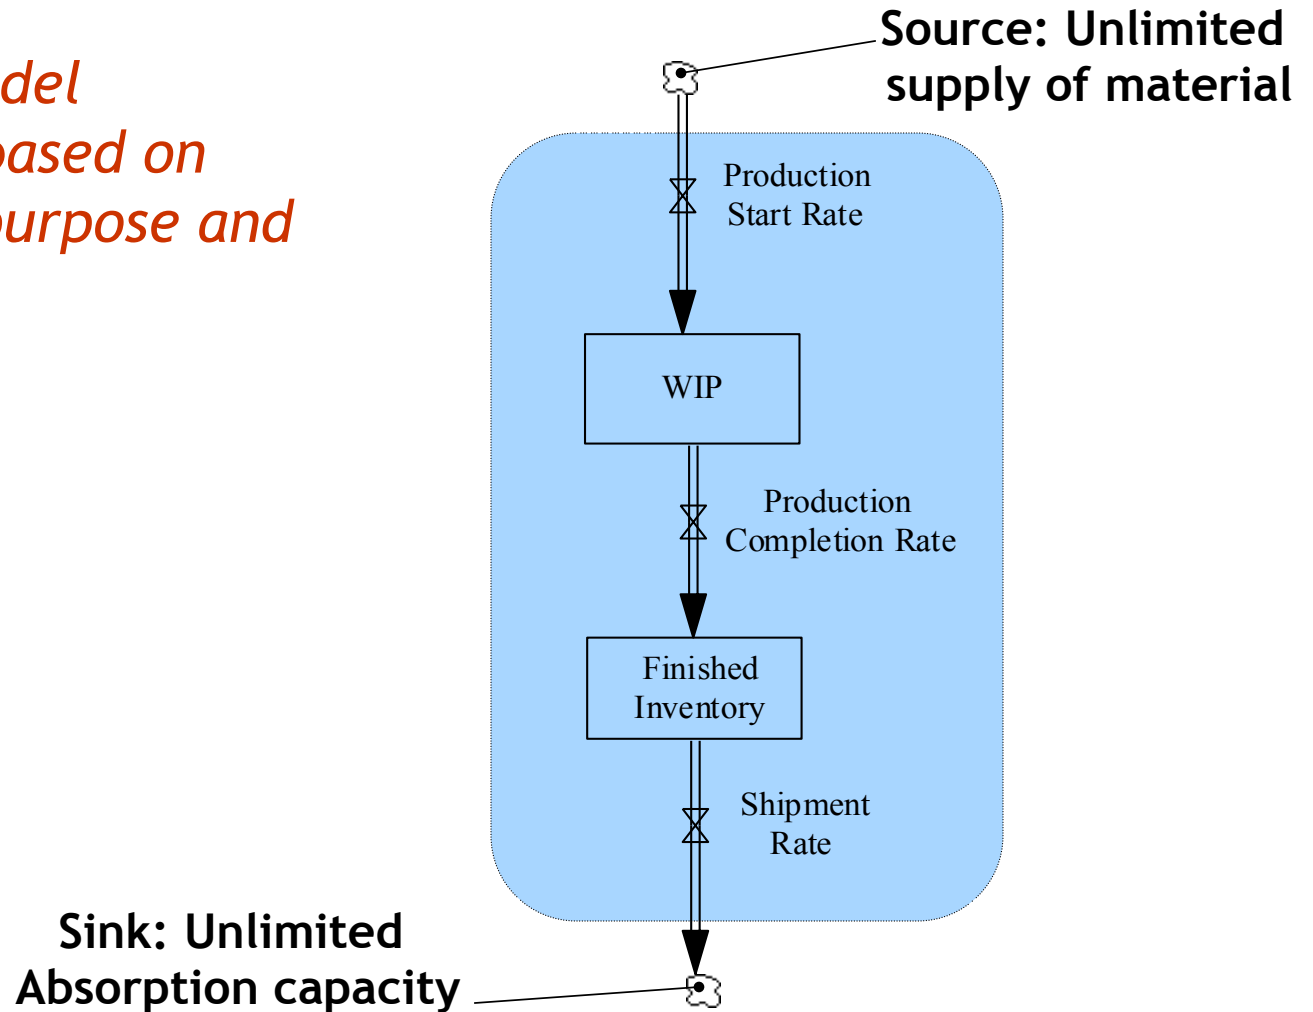 Source: Unlimited
supply of material
del
based on
purpose and
Production
Start Rate
WIP
Production
Completion Rate
Finished
Inventory
Shipment
Rate
Sink: Unlimited
Absorption capacity